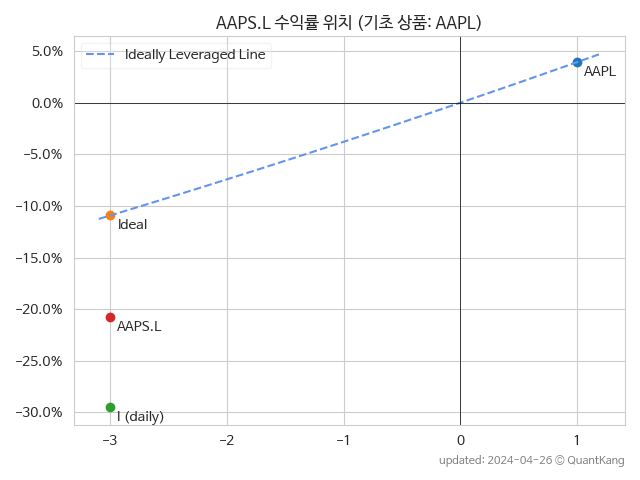 AAPS.L 수익률 위치 (기초 상품: AAPL)
5.0%
Ideally Leveraged Line
AAPL
0.0%
−5.0%
−10.0%
Ideal
−15.0%
−20.0%
AAPS.L
−25.0%
−30.0%
I (daily)
−3
−2
−1
0
1
updated: 2024-04-26 © QuantKang